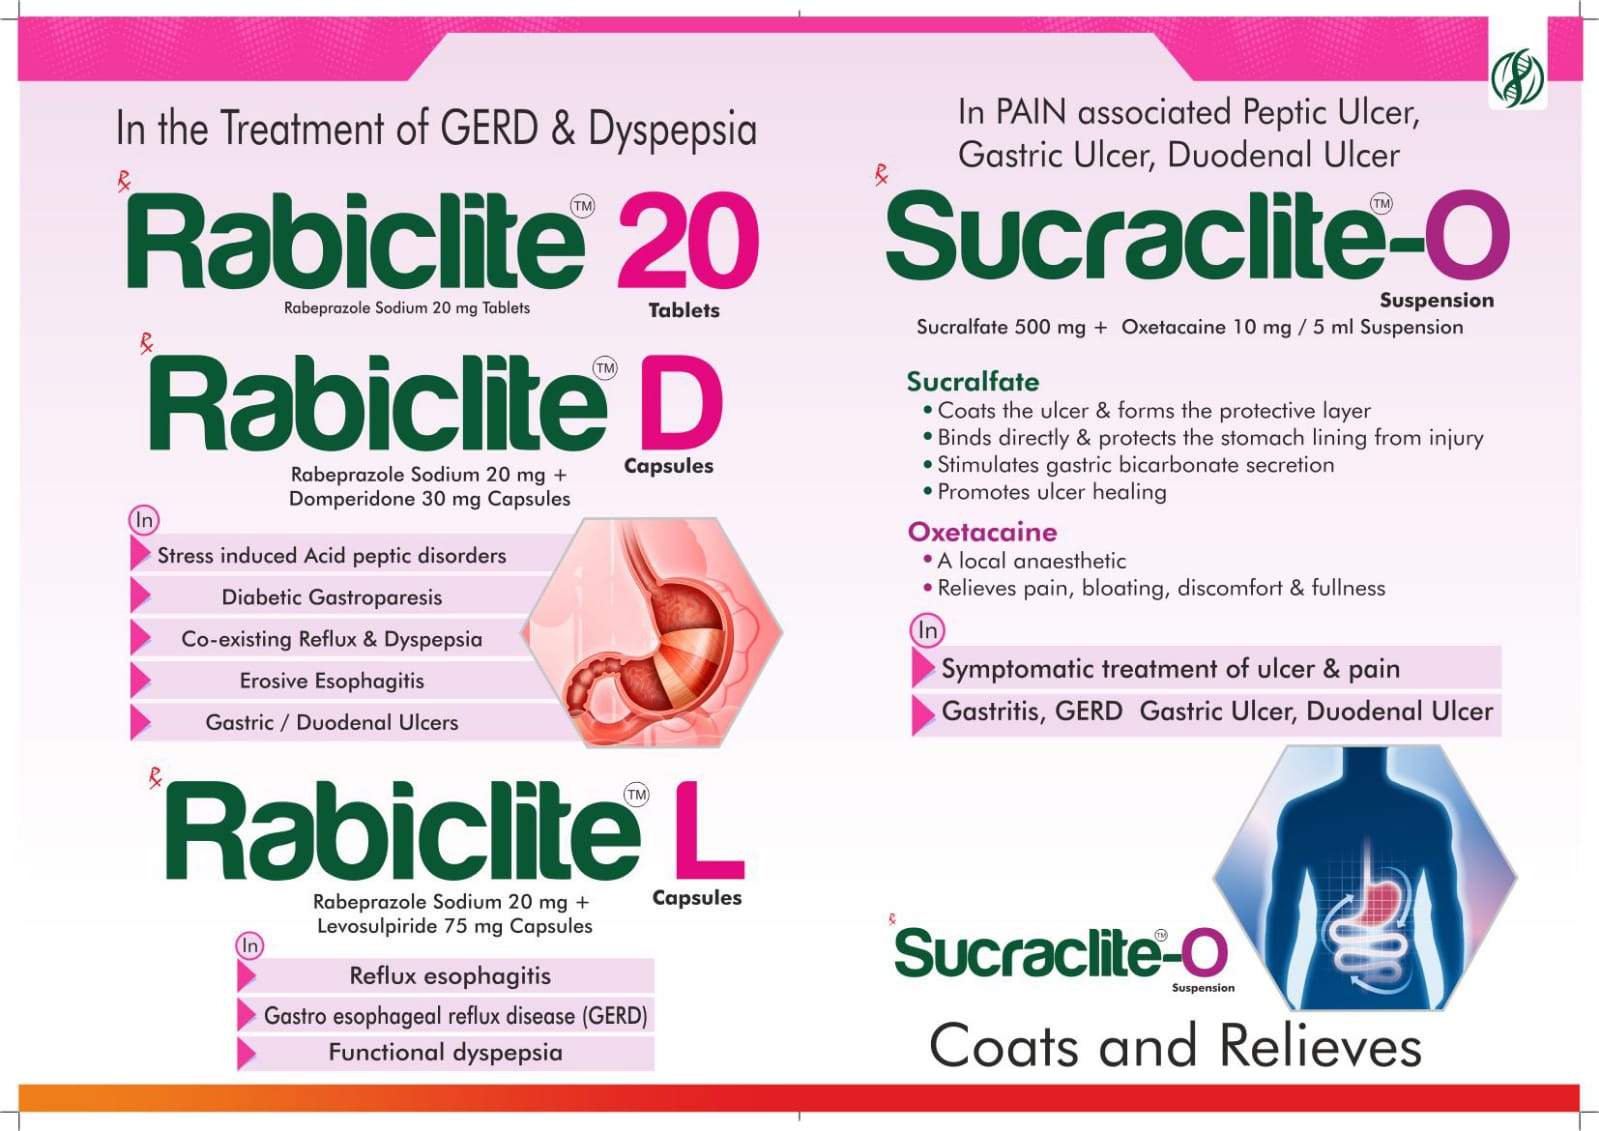 In the Treatment of GERD & Dyspepsia
Rx
Rabiclite™ 20
Rabeprazole Sodium 20 mg Tablets
Tablets
Rx
Rabiclite™ D
Capsules
Rabeprazole Sodium 20 mg +
Domperidone 30 mg Capsules
In
Stress induced Acid peptic disorders
Diabetic Gastroparesis
Co-existing Reflux & Dyspepsia
Erosive Esophagitis
Gastric / Duodenal Ulcers
Rx
Rabiclite™ L
Capsules
Rabeprazole Sodium 20 mg +
Levosulpiride 75 mg Capsules
In
Reflux esophagitis
Gastro esophageal reflux disease (GERD)
Functional dyspepsia
In PAIN associated Peptic Ulcer,
Gastric Ulcer, Duodenal Ulcer
Rx
Sucraclite™-O
Suspension
Sucralfate 500 mg + Oxetacaine 10 mg / 5 ml Suspension
Sucralfate
• Coats the ulcer & forms the protective layer
• Binds directly & protects the stomach lining from injury
• Stimulates gastric bicarbonate secretion
• Promotes ulcer healing
Oxetacaine
• A local anaesthetic
• Relieves pain, bloating, discomfort & fullness
In
Symptomatic treatment of ulcer & pain
Gastritis, GERD Gastric Ulcer, Duodenal Ulcer
Rx
Sucraclite™-O
Suspension
Coats and Relieves